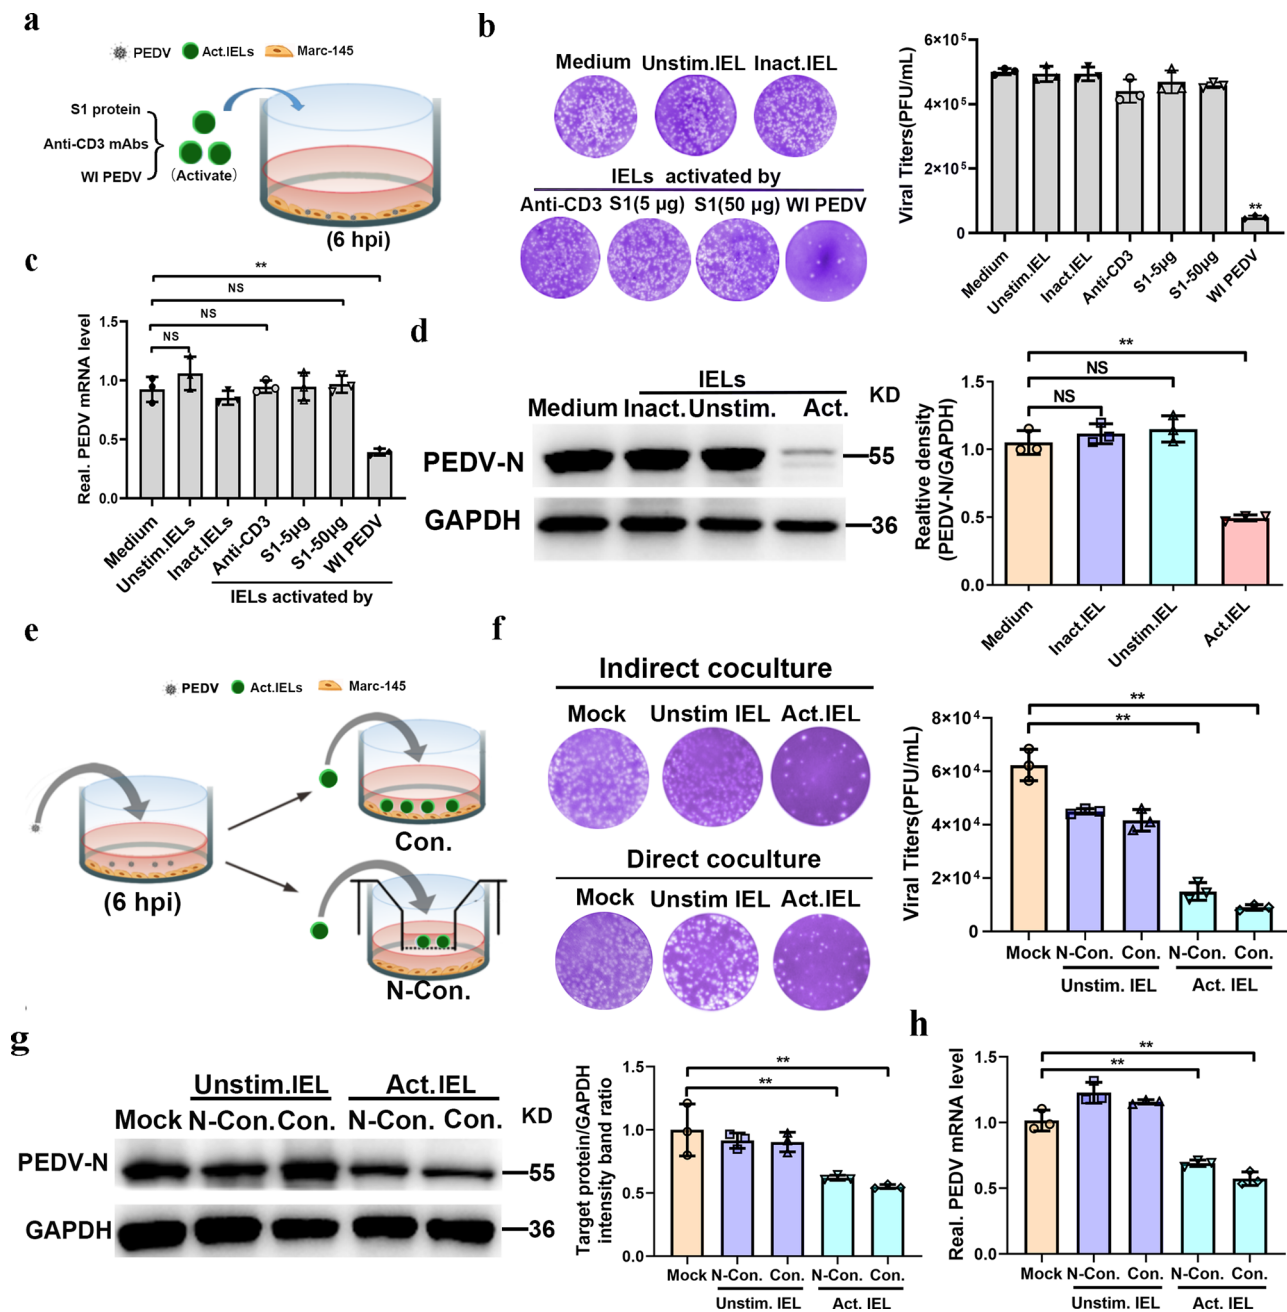 a
PEDV
Act.IELs
Marc-145
S1 protein
Anti-CD3 mAbs
WI PEDV
(Activate)
(6 hpi)
b
Medium
Unstim.IEL
Inact.IEL
IELs activated by
Anti-CD3
S1(5 μg)
S1(50 μg)
WI PEDV
Viral Titers(PFU/mL)
6×10⁵
4×10⁵
2×10⁵
0
**
Medium
Unstim.IEL
Inact.IEL
Anti-CD3
S1-5μg
S1-50μg
WI PEDV
c
**
NS
NS
NS
Real. PEDV mRNA level
1.5
1.0
0.5
0.0
Medium
Unstim.IELs
Inact.IELs
Anti-CD3
S1-5μg
S1-50μg
WI PEDV
IELs activated by
d
IELs
KD
Medium
Inact.
Unstim.
Act.
PEDV-N
55
GAPDH
36
Realtive density
(PEDV-N/GAPDH)
1.5
1.0
0.5
0.0
**
NS
NS
Medium
Inact.IEL
Unstim.IEL
Act.IEL
e
PEDV
Act.IELs
Marc-145
(6 hpi)
Con.
N-Con.
f
Indirect coculture
Mock
Unstim IEL
Act.IEL
Direct coculture
Mock
Unstim IEL
Act.IEL
Viral Titers(PFU/mL)
8×10⁴
6×10⁴
4×10⁴
2×10⁴
0
**
**
Mock
N-Con.
Con.
N-Con.
Con.
Unstim. IEL
Act. IEL
g
Unstim.IEL
Act.IEL
Mock
N-Con.
Con.
N-Con.
Con.
KD
PEDV-N
55
GAPDH
36
Target protein/GAPDH
intensity band ratio
1.5
1.0
0.5
0.0
**
**
Mock
N-Con.
Con.
N-Con.
Con.
Unstim. IEL
Act. IEL
h
Real. PEDV mRNA level
1.5
1.0
0.5
0.0
**
**
Mock
N-Con.
Con.
N-Con.
Con.
Unstim. IEL
Act. IEL